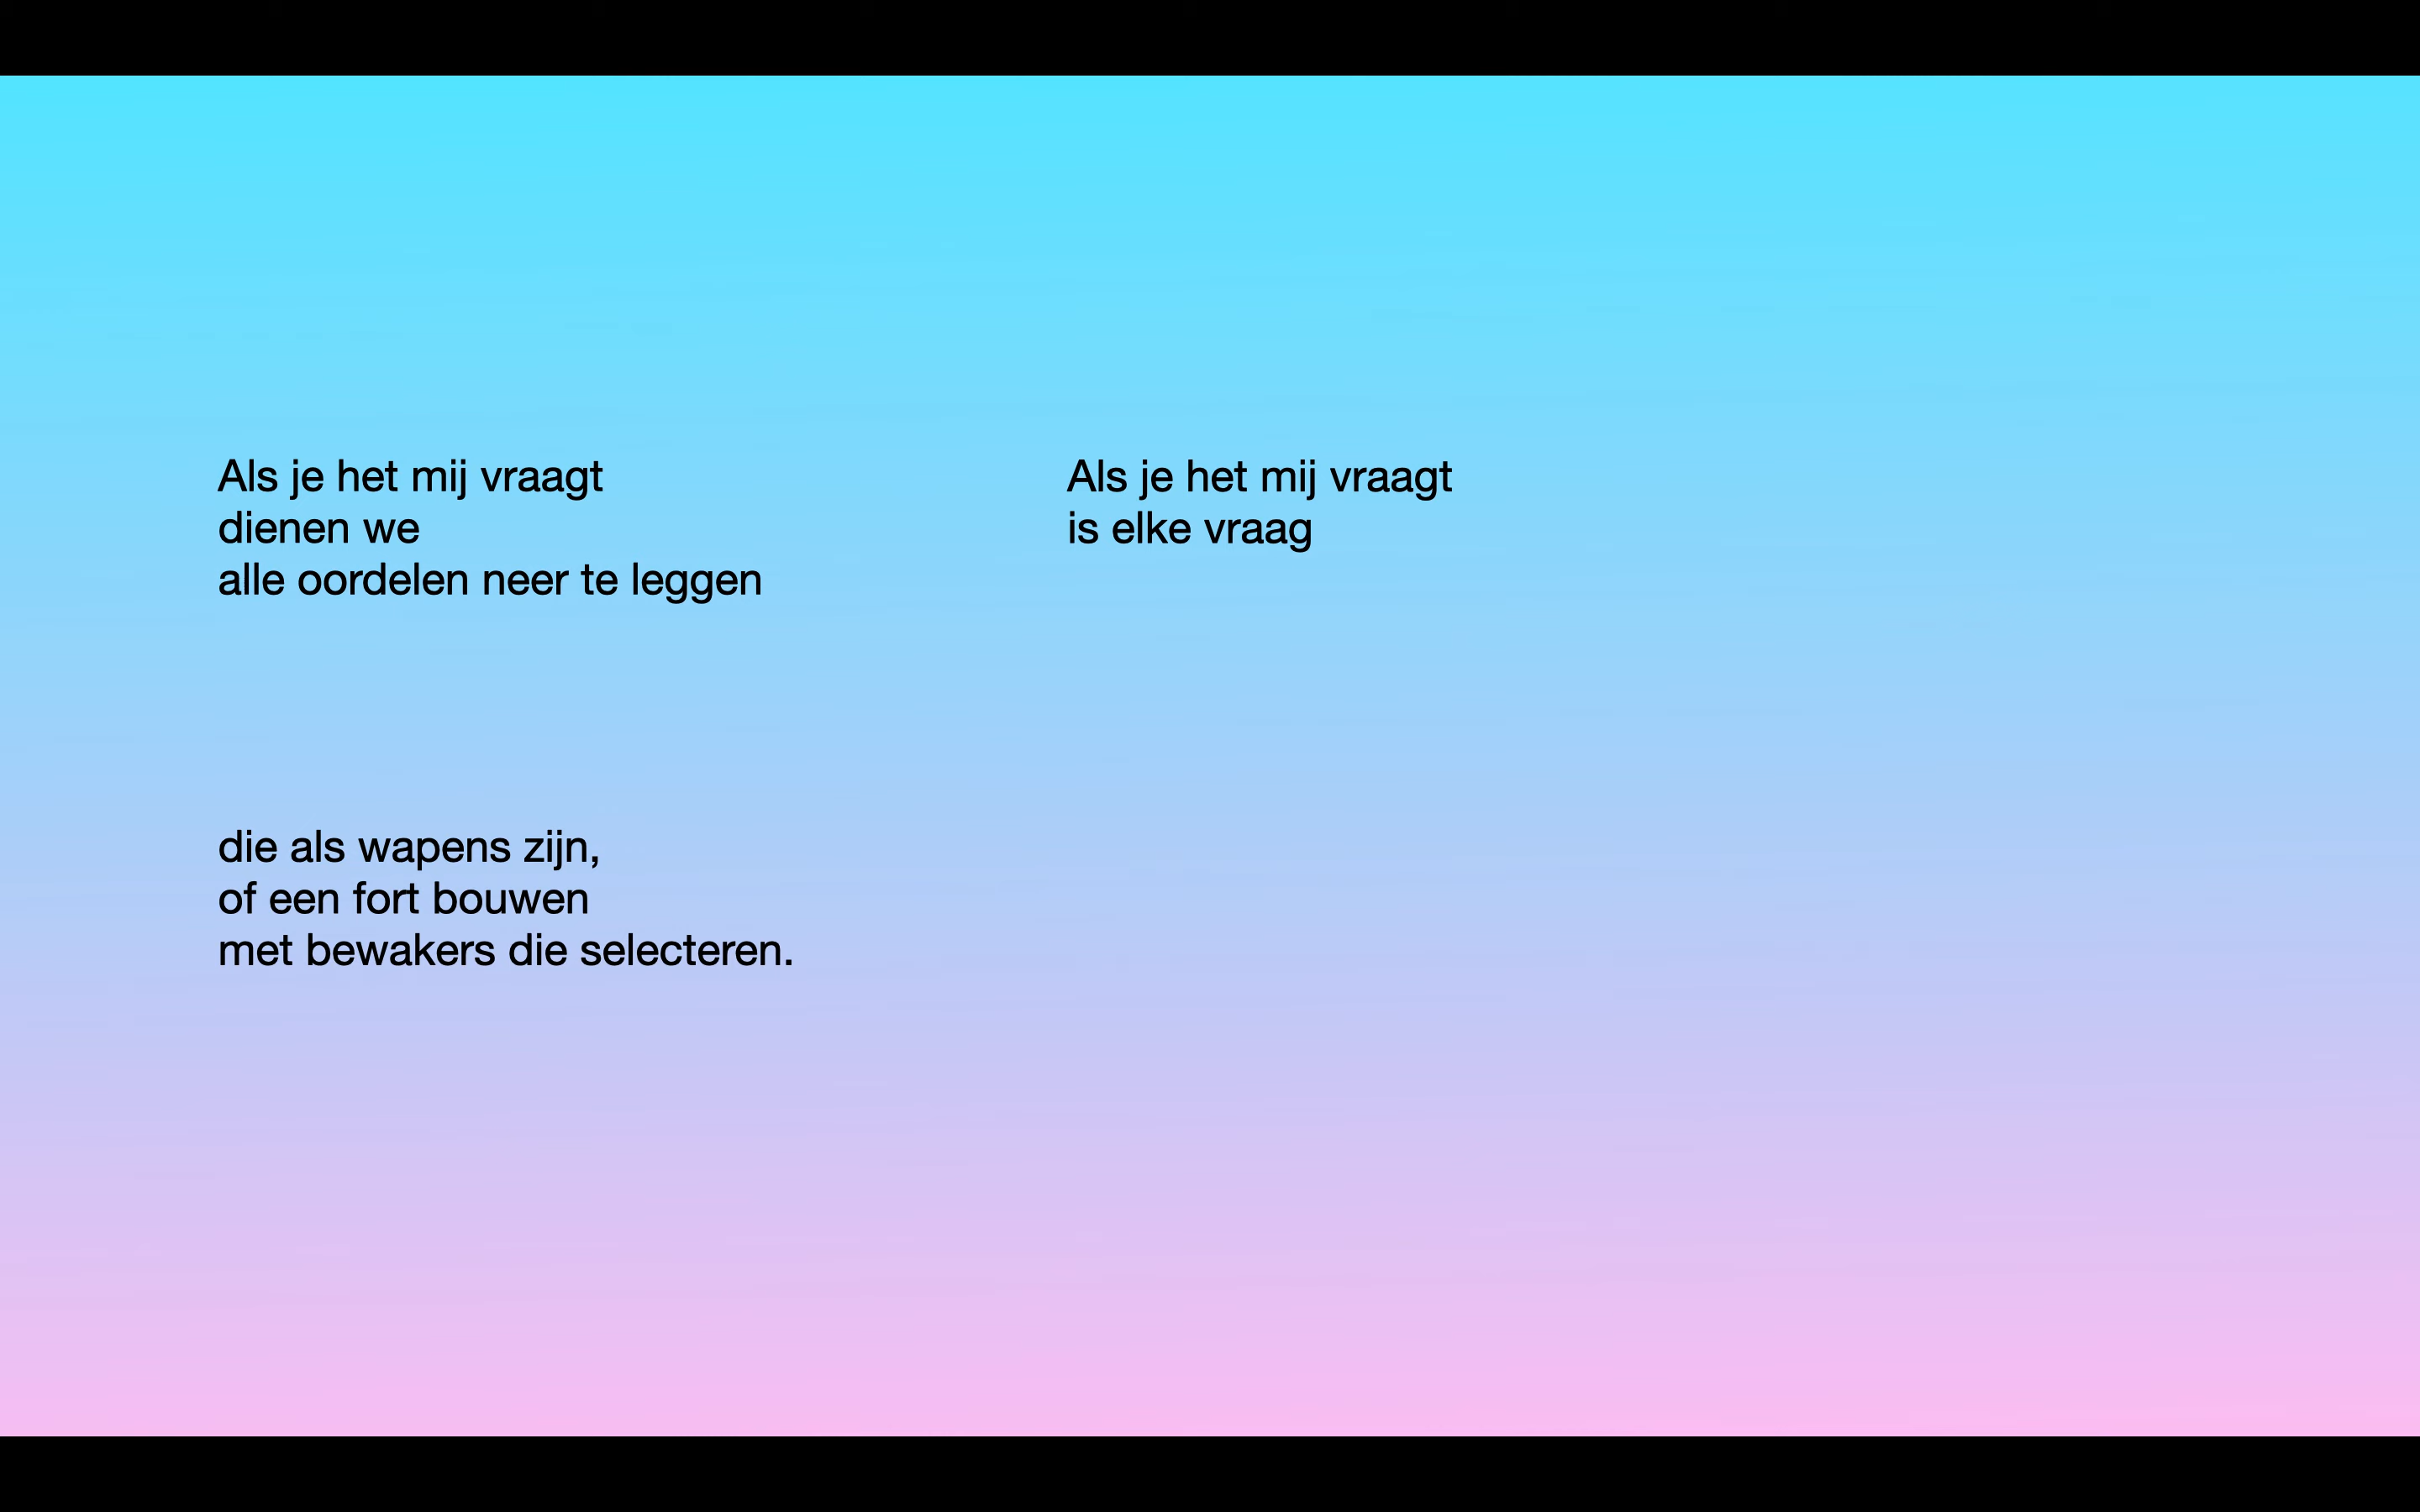 Als je het mij vraagt
dienen we
alle oordelen neer te leggen
die als wapens zijn,
of een fort bouwen
met bewakers die selecteren.
Als je het mij vraagt
is elke vraag